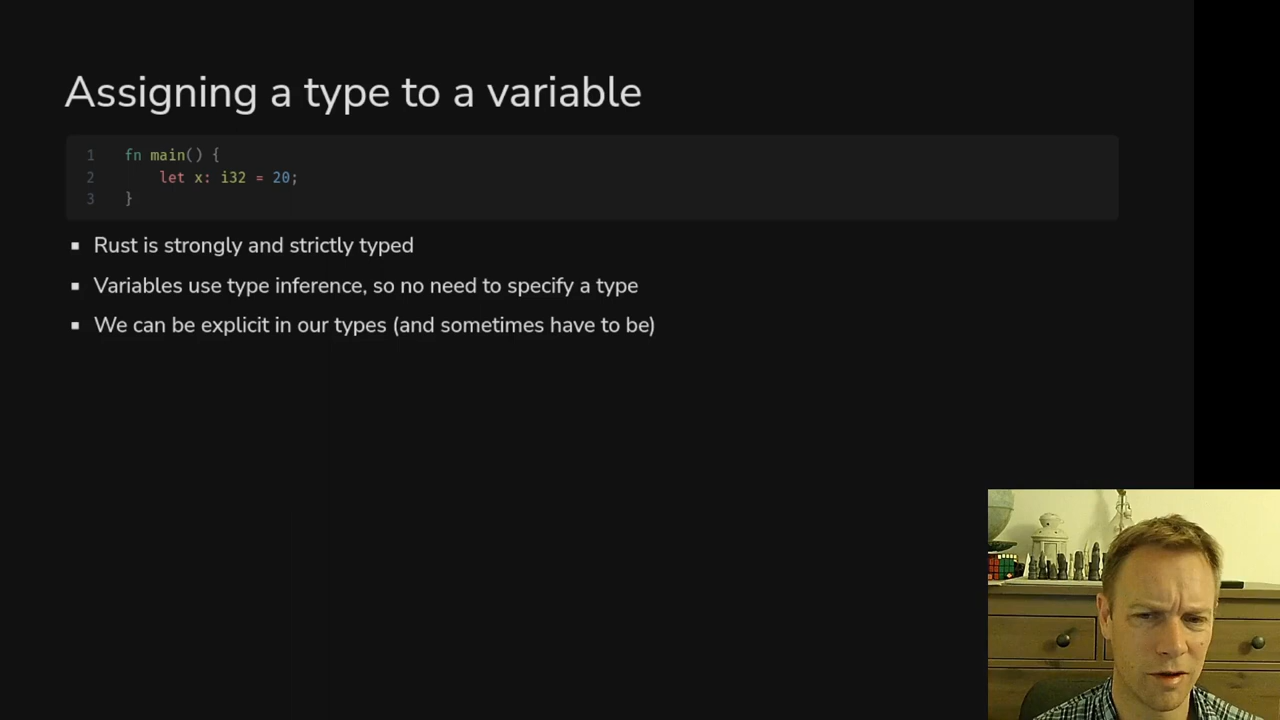 Assigning a type to a variable
1 fn main() {
2 let x: i32 = 20;
3 }
▪ Rust is strongly and strictly typed
▪ Variables use type inference, so no need to specify a type
▪ We can be explicit in our types (and sometimes have to be)